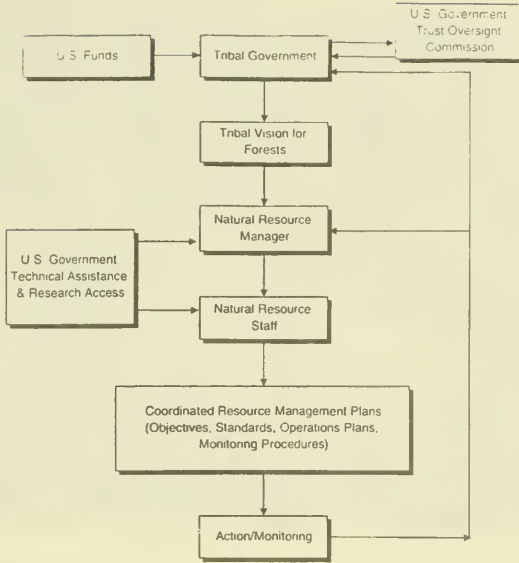 U.S. Government
Trust Oversight
Commission
U.S. Funds
Tribal Government
Tribal Vision for
Forests
Natural Resource
Manager
U.S. Government
Technical Assistance
& Research Access
Natural Resource
Staff
Coordinated Resource Management Plans
(Objectives, Standards, Operations Plans,
Monitoring Procedures)
Action/Monitoring